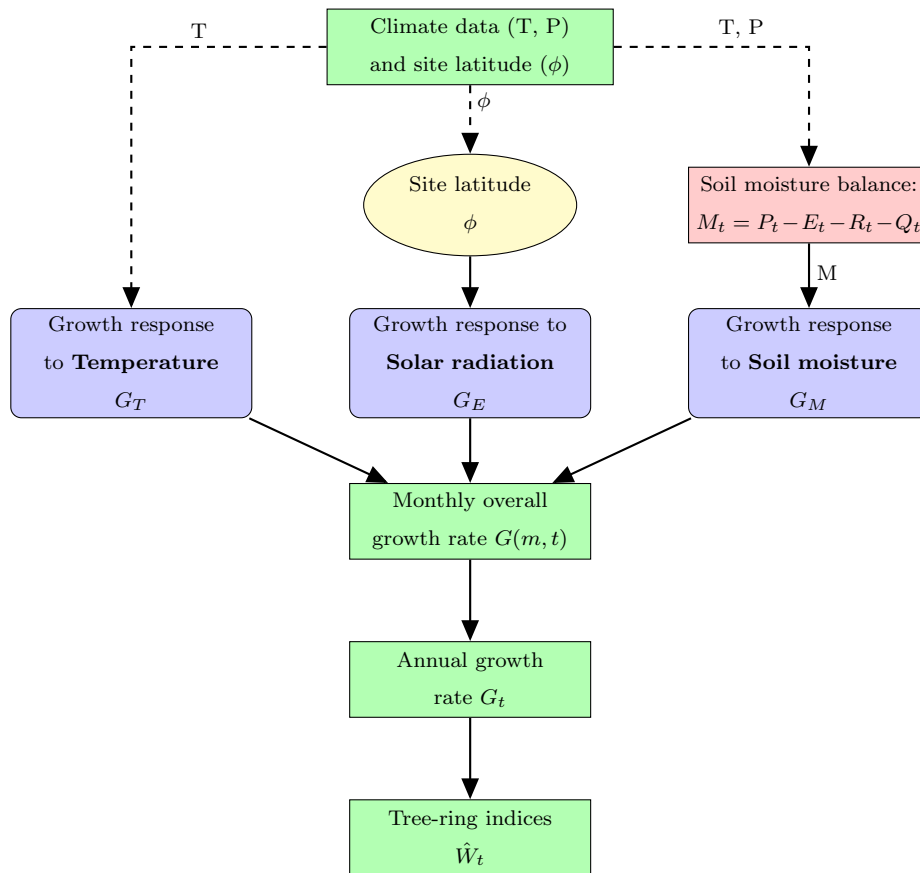 Climate data (T, P)
and site latitude (ϕ)
T
T, P
ϕ
Site latitude
ϕ
Soil moisture balance:
M_t = P_t − E_t − R_t − Q_t
M
Growth response
to Temperature
G_T
Growth response to
Solar radiation
G_E
Growth response
to Soil moisture
G_M
Monthly overall
growth rate G(m, t)
Annual growth
rate G_t
Tree-ring indices
Ŵ_t